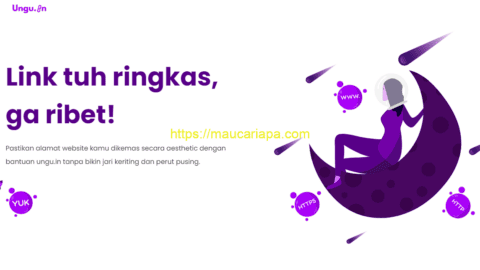 Ungu.in
Link tuh ringkas,
ga ribet!
https://maucariapa.com
Pastikan alamat website kamu dikemas secara aesthetic dengan
bantuan ungu.in tanpa bikin jari keriting dan perut pusing.
WWW
YUK
HTTPS
HTTP